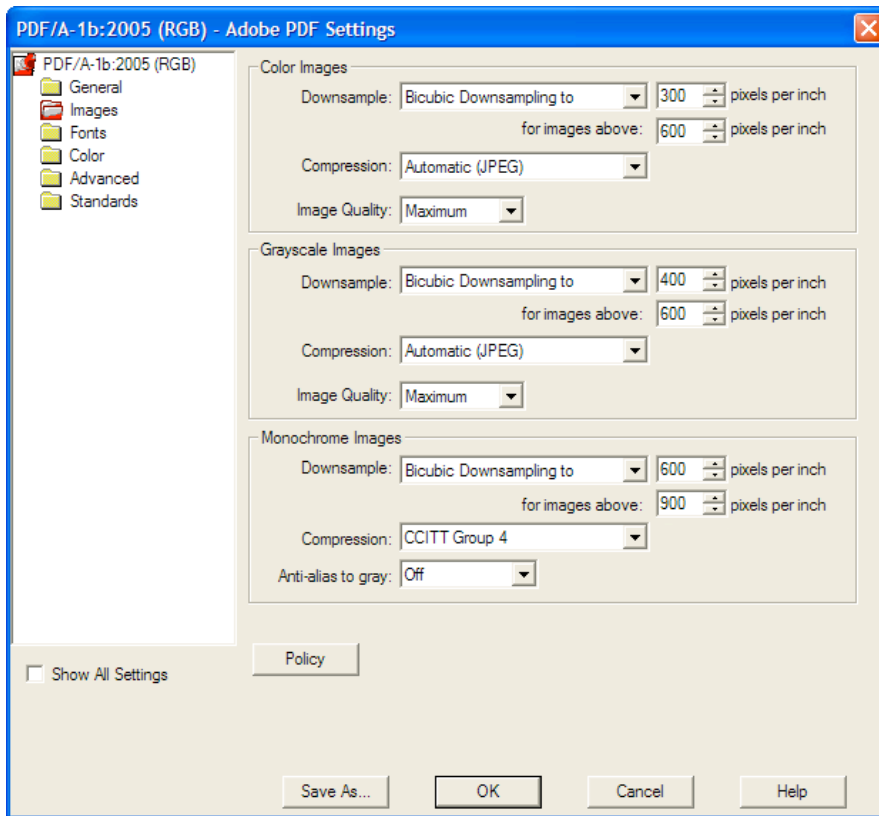 PDF/A-1b:2005 (RGB) - Adobe PDF Settings
PDF/A-1b:2005 (RGB)
General
Images
Fonts
Color
Advanced
Standards
Show All Settings
Color Images
Downsample: Bicubic Downsampling to 300 pixels per inch
for images above: 600 pixels per inch
Compression: Automatic (JPEG)
Image Quality: Maximum
Grayscale Images
Downsample: Bicubic Downsampling to 400 pixels per inch
for images above: 600 pixels per inch
Compression: Automatic (JPEG)
Image Quality: Maximum
Monochrome Images
Downsample: Bicubic Downsampling to 600 pixels per inch
for images above: 900 pixels per inch
Compression: CCITT Group 4
Anti-alias to gray: Off
Policy
Save As... OK Cancel Help